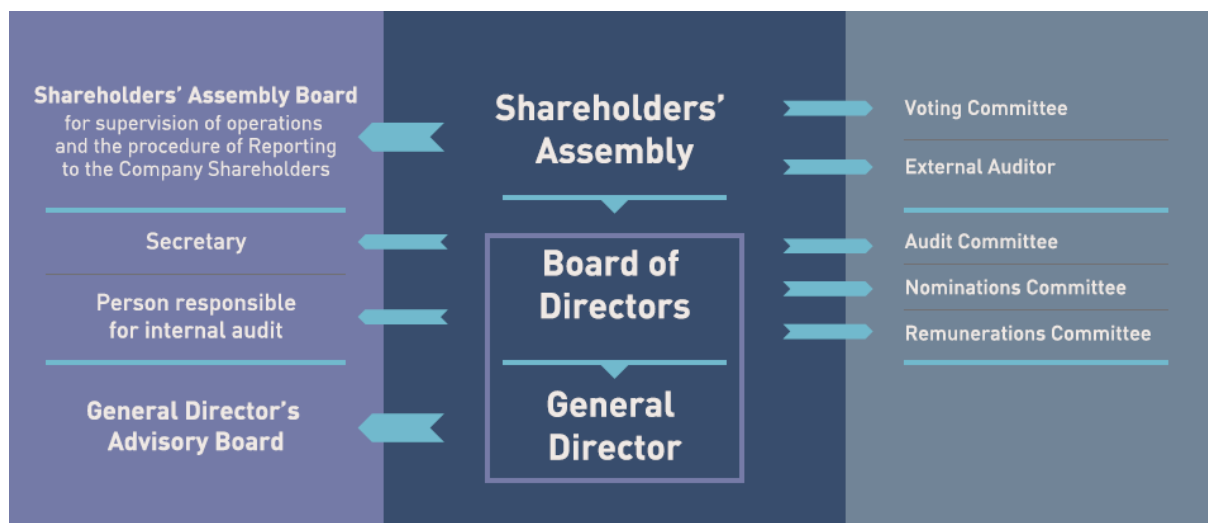 Shareholders' Assembly Board
for supervision of operations
and the procedure of Reporting
to the Company Shareholders
Secretary
Person responsible
for internal audit
General Director's
Advisory Board
Shareholders'
Assembly
Board of
Directors
General
Director
Voting Committee
External Auditor
Audit Committee
Nominations Committee
Remunerations Committee